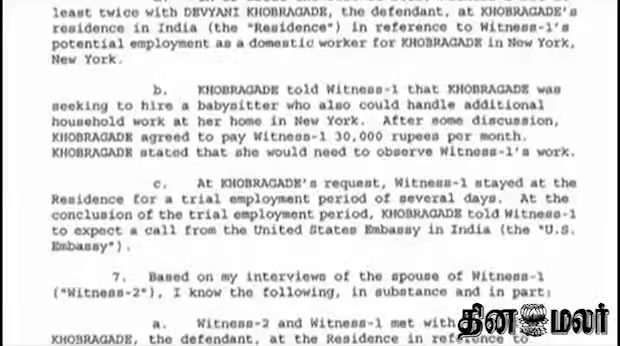 least twice with DEVYANI KHOBRAGADE, the defendant, at KHOBRAGADE's
residence in India (the "Residence") in reference to Witness-1's
potential employment as a domestic worker for KHOBRAGADE in New York,
New York.
b. KHOBRAGADE told Witness-1 that KHOBRAGADE was
seeking to hire a babysitter who also could handle additional
household work at her home in New York. After some discussion,
KHOBRAGADE agreed to pay Witness-1 30,000 rupees per month.
KHOBRAGADE stated that she would need to observe Witness-1's work.
c. At KHOBRAGADE's request, Witness-1 stayed at the
Residence for a trial employment period of several days. At the
conclusion of the trial employment period, KHOBRAGADE told Witness-1
to expect a call from the United States Embassy in India (the "U.S.
Embassy").
7. Based on my interviews of the spouse of Witness-1
("Witness-2"), I know the following, in substance and in part:
a. Witness-2 and Witness-1 met with
KHOBRAGADE, the defendant, at the Residence in reference to
தினமலர்